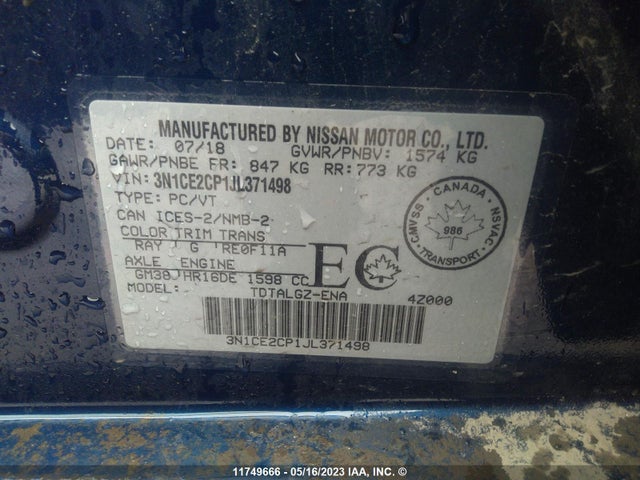 MANUFACTURED BY NISSAN MOTOR CO., LTD.
DATE: 07/18 GVWR/PNBV: 1574 KG
GAWR/PNBE FR: 847 KG RR: 773 KG
VIN: 3N1CE2CP1JL371498
TYPE: PC/VT
CAN ICES-2/NMB-2
COLOR TRIM TRANS
RAY G RE0F11A
AXLE ENGINE
GM38 HR16DE 1598 CC
EC
MODEL: TDTALGZ-ENA 4Z000
3N1CE2CP1JL371498
CANADA
CMVSS NSVAC
986
TRANSPORT
11749666 - 05/16/2023 IAA, INC. ©